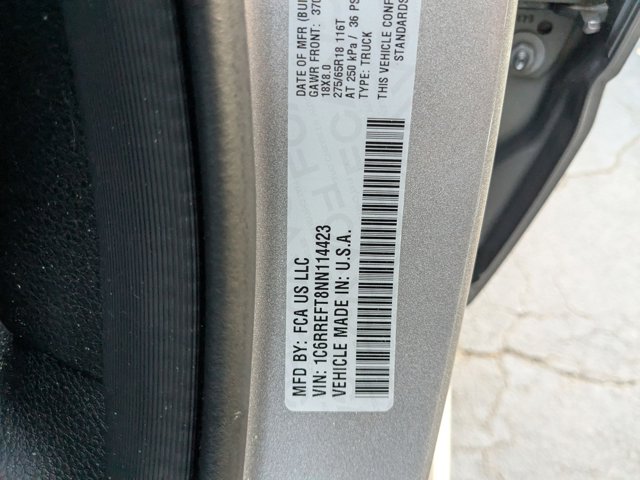 DATE OF MFR
GAWR FRONT: 370
18X8.0
275/65R18 116T
AT 250 kPa / 36 PS
TYPE: TRUCK
THIS VEHICLE CONF
STANDARDS
MFD BY: FCA US LLC
VIN: 1C6RREFT8NN114423
VEHICLE MADE IN: U.S.A.